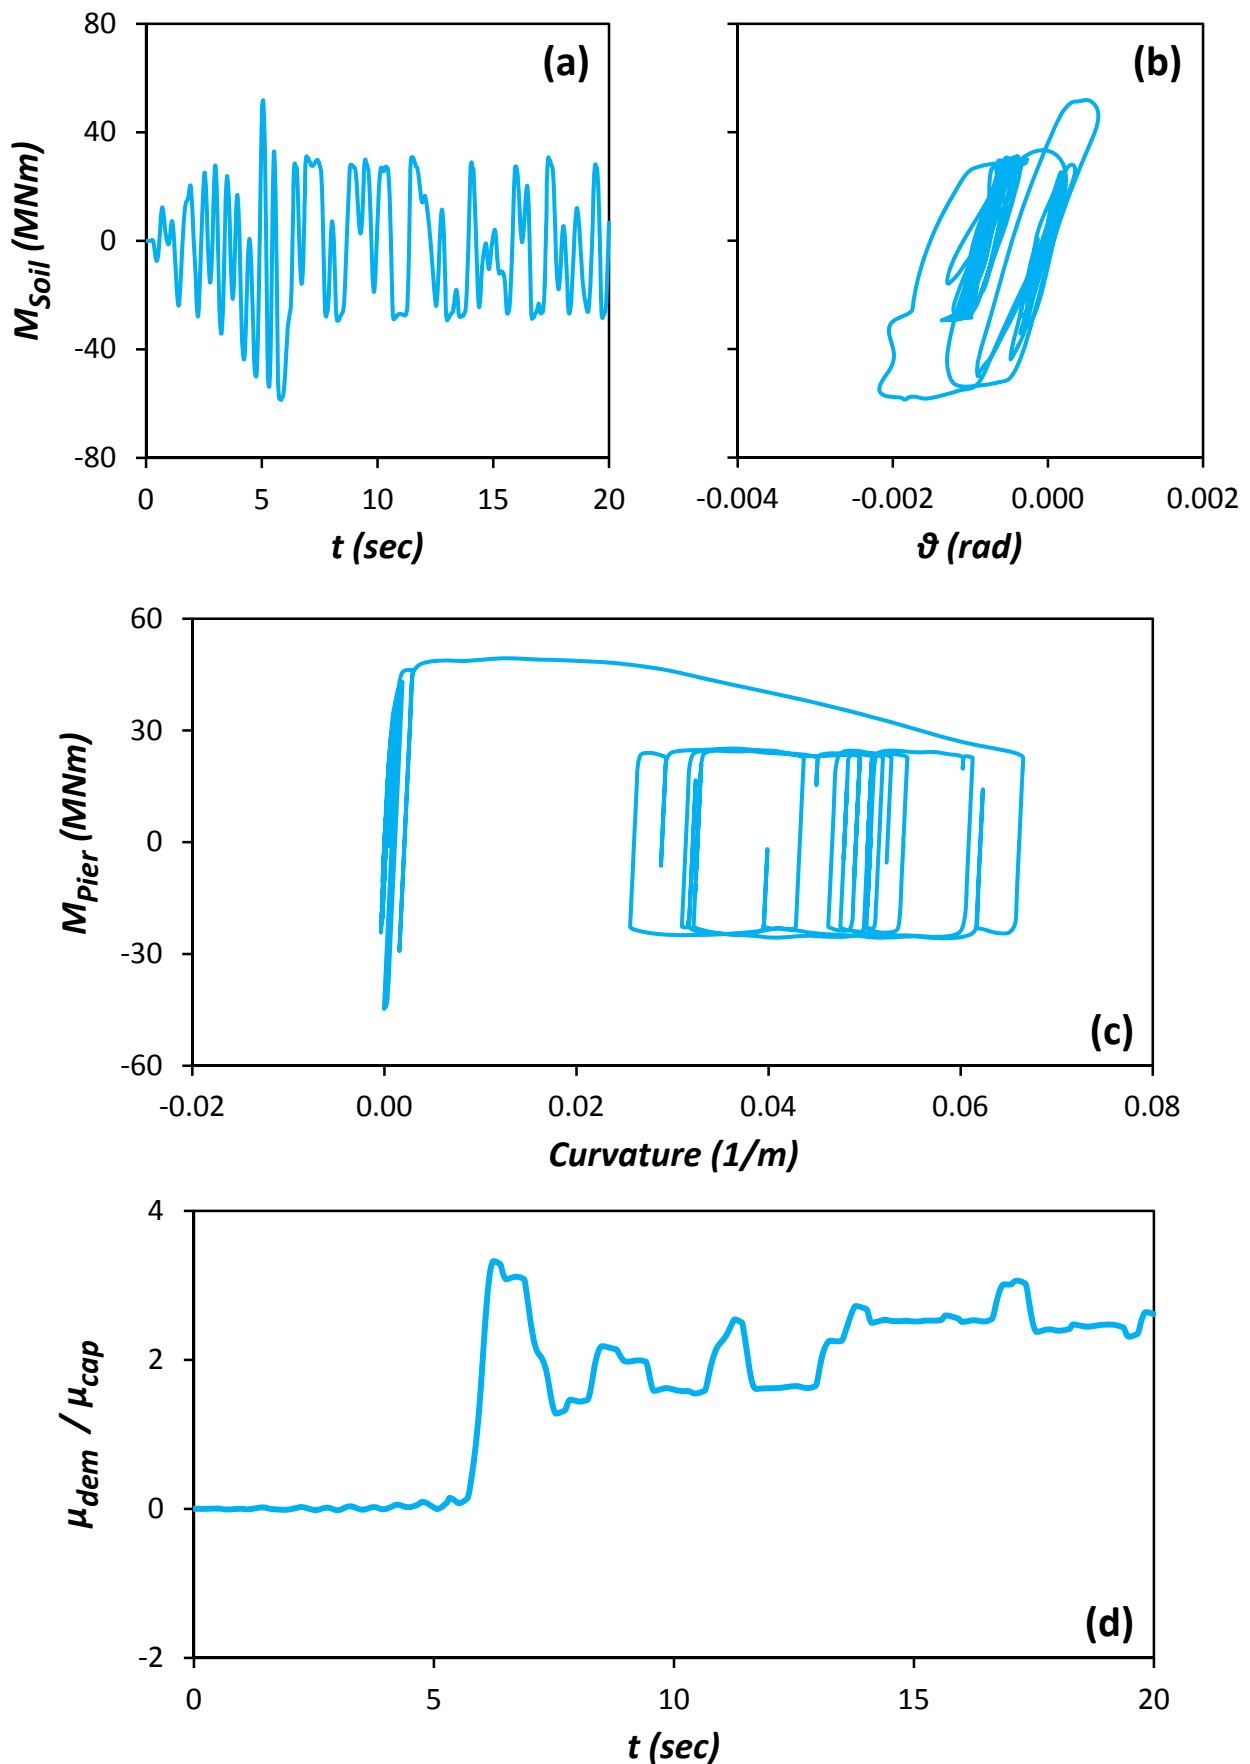 80
40
0
-40
-80
M_Soil (MNm)
(a)
0 5 10 15 20
t (sec)
(b)
-0.004 -0.002 0.000 0.002
ϑ (rad)
60
30
0
-30
-60
M_Pier (MNm)
(c)
-0.02 0.00 0.02 0.04 0.06 0.08
Curvature (1/m)
4
2
0
-2
μ_dem / μ_cap
(d)
0 5 10 15 20
t (sec)